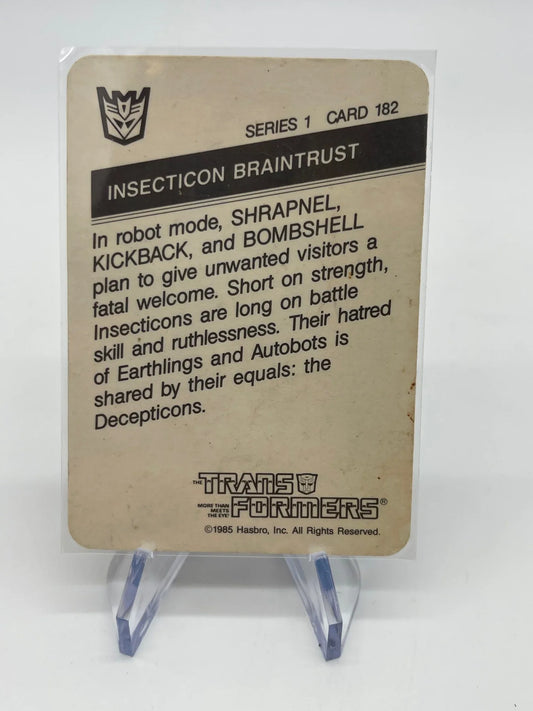 SERIES 1 CARD 182
INSECTICON BRAINTRUST
In robot mode, SHRAPNEL,
KICKBACK, and BOMBSHELL
plan to give unwanted visitors a
fatal welcome. Short on strength,
Insecticons are long on battle
skill and ruthlessness. Their hatred
of Earthlings and Autobots is
shared by their equals: the
Decepticons.
THE TRANSFORMERS®
MORE THAN
MEETS
THE EYE!
©1985 Hasbro, Inc. All Rights Reserved.